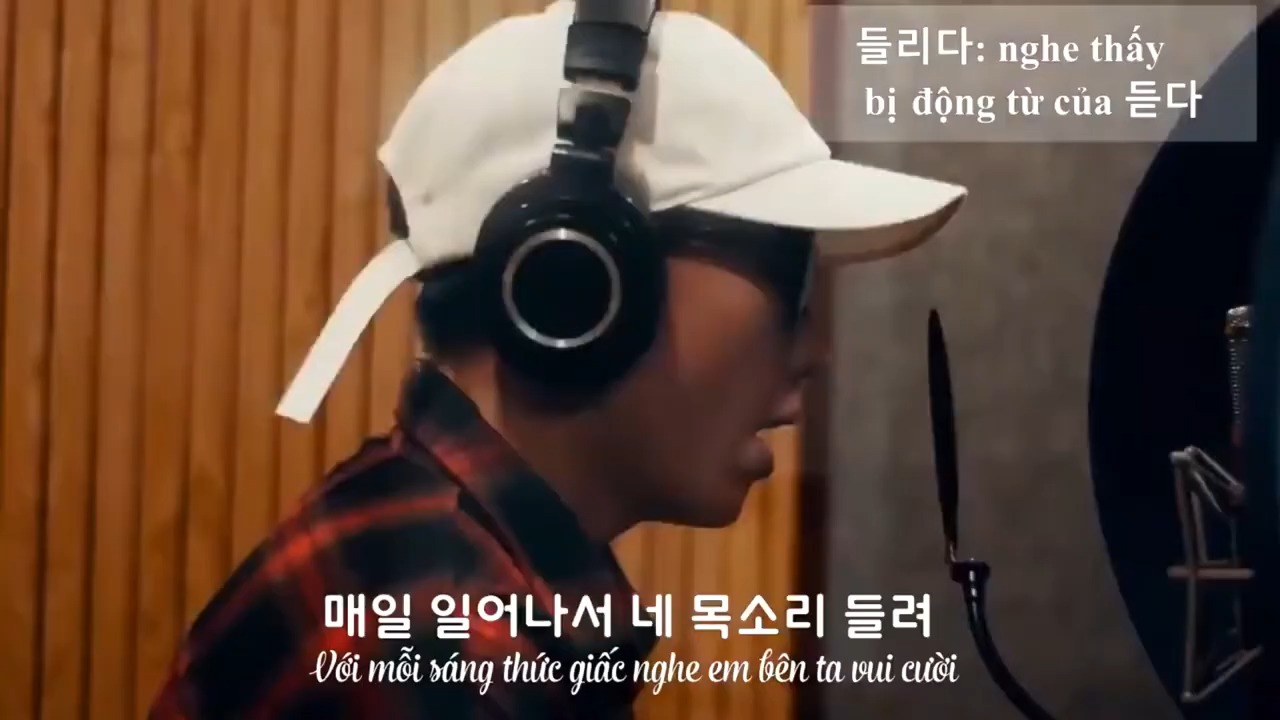 들리다: nghe thấy
bị động từ của 듣다
매일 일어나서 네 목소리 들려
Với mỗi sáng thức giấc nghe em bên ta vui cười